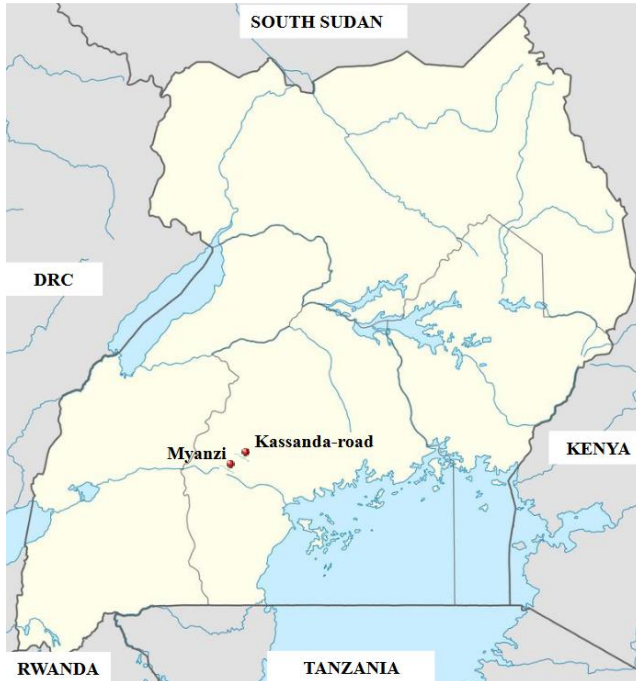 SOUTH SUDAN
DRC
Kassanda-road
Myanzi
KENYA
RWANDA
TANZANIA